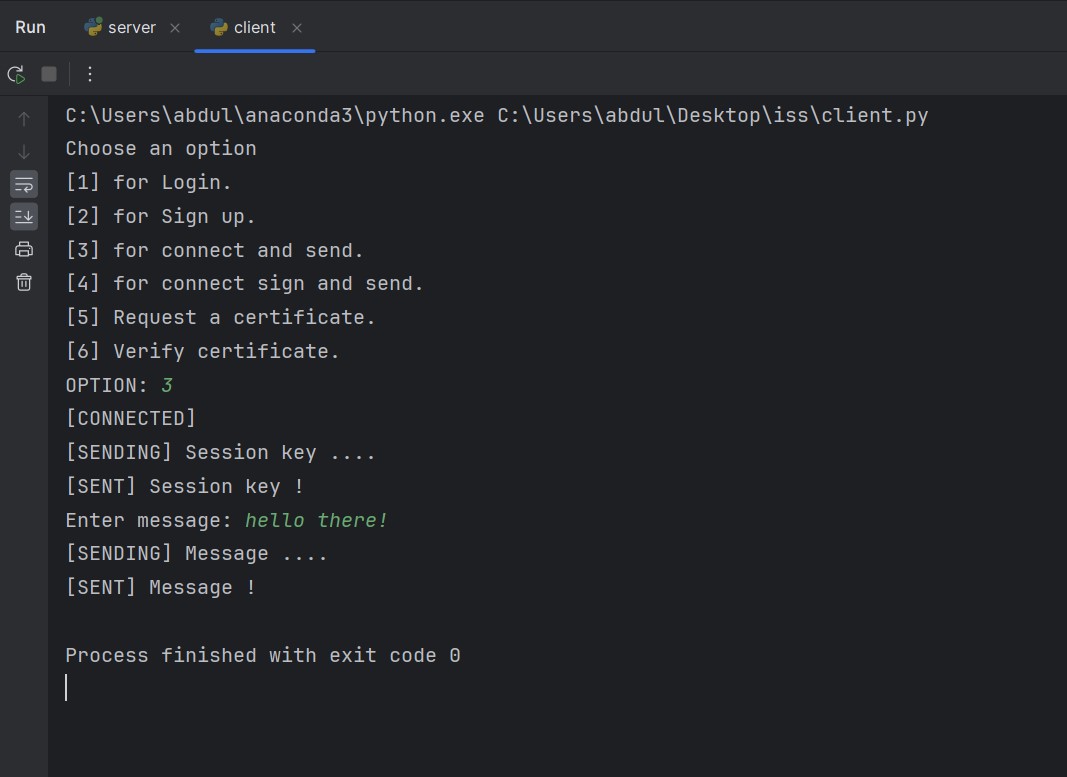 Run server client
C:\Users\abdul\anaconda3\python.exe C:\Users\abdul\Desktop\iss\client.py
Choose an option
[1] for Login.
[2] for Sign up.
[3] for connect and send.
[4] for connect sign and send.
[5] Request a certificate.
[6] Verify certificate.
OPTION: 3
[CONNECTED]
[SENDING] Session key ....
[SENT] Session key !
Enter message: hello there!
[SENDING] Message ....
[SENT] Message !
Process finished with exit code 0